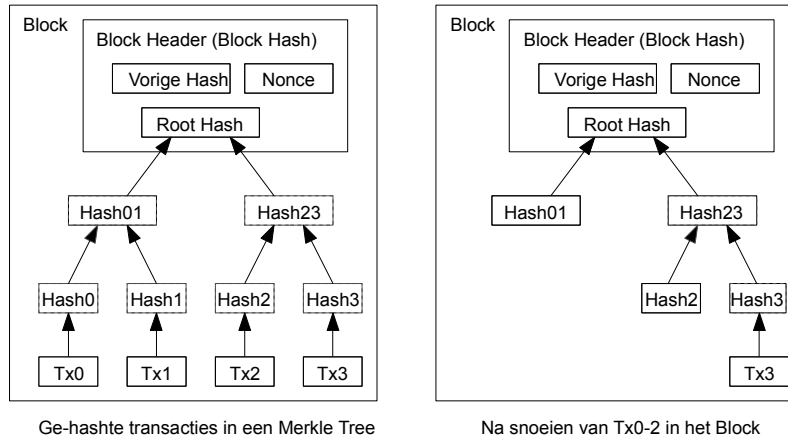 Block
Block Header (Block Hash)
Vorige Hash
Nonce
Root Hash
Hash01
Hash23
Hash0
Hash1
Hash2
Hash3
Tx0
Tx1
Tx2
Tx3
Ge-hashte transacties in een Merkle Tree
Block
Block Header (Block Hash)
Vorige Hash
Nonce
Root Hash
Hash01
Hash23
Hash2
Hash3
Tx3
Na snoeien van Tx0-2 in het Block